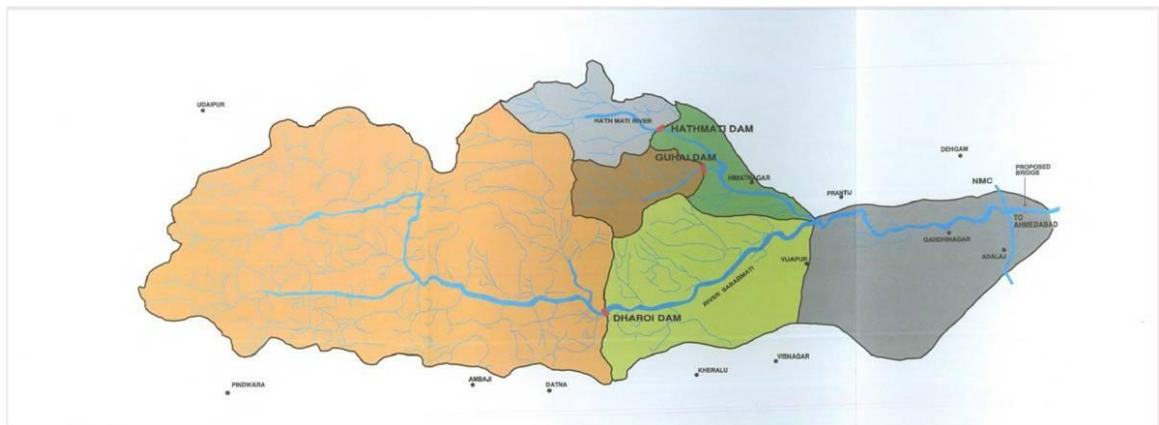 UDAIPUR
HATH MATI RIVER
HATHMATI DAM
GUHAI DAM
HIMATNAGAR
DEHGAM
PRANTIJ
NMC
PROPOSED
BRIDGE
TO
AHMEDABAD
GANDHINAGAR
ADALAJ
VIJAPUR
RIVER SABARMATI
DHAROI DAM
VISNAGAR
KHERALU
AMBAJI
DATNA
PINDWARA